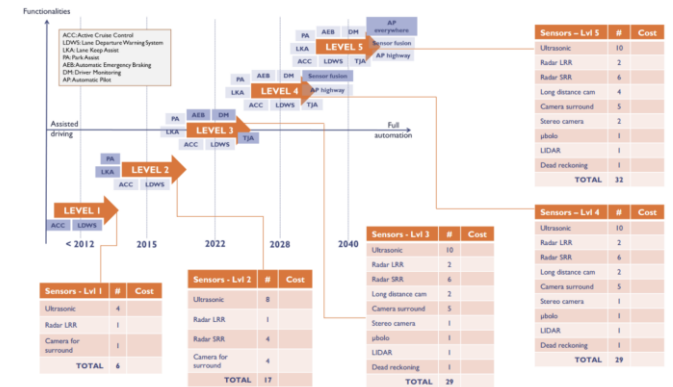 Functionalities
ACC: Active Cruise Control
LDWS: Lane Departure Warning System
LKA: Lane Keep Assist
PA: Park Assist
AEB: Automatic Emergency Braking
DM: Driver Monitoring
AP: Automatic Pilot
AP everywhere
PA AEB DM
LKA LEVEL 5 Sensor fusion
ACC LDWS TJA AP highway
PA AEB DM Sensor fusion
LKA LEVEL 4 AP highway
ACC LDWS TJA
PA AEB DM
LKA LEVEL 3 TJA
ACC LDWS
Assisted driving
Full automation
PA
LKA LEVEL 2
ACC LDWS
LEVEL 1
ACC LDWS
< 2012 2015 2022 2028 2040
Sensors - Lvl 1 # Cost
Ultrasonic 4
Radar LRR 1
Camera for surround 1
TOTAL 6
Sensors - Lvl 2 # Cost
Ultrasonic 8
Radar LRR 1
Radar SRR 4
Camera for surround 4
TOTAL 17
Sensors - Lvl 3 # Cost
Ultrasonic 10
Radar LRR 2
Radar SRR 6
Long distance cam 2
Camera surround 5
Stereo camera 1
µbolo 1
LIDAR 1
Dead reckoning 1
TOTAL 29
Sensors – Lvl 5 # Cost
Ultrasonic 10
Radar LRR 2
Radar SRR 6
Long distance cam 4
Camera surround 5
Stereo camera 2
µbolo 1
LIDAR 1
Dead reckoning 1
TOTAL 32
Sensors – Lvl 4 # Cost
Ultrasonic 10
Radar LRR 2
Radar SRR 6
Long distance cam 2
Camera surround 5
Stereo camera 1
µbolo 1
LIDAR 1
Dead reckoning 1
TOTAL 29